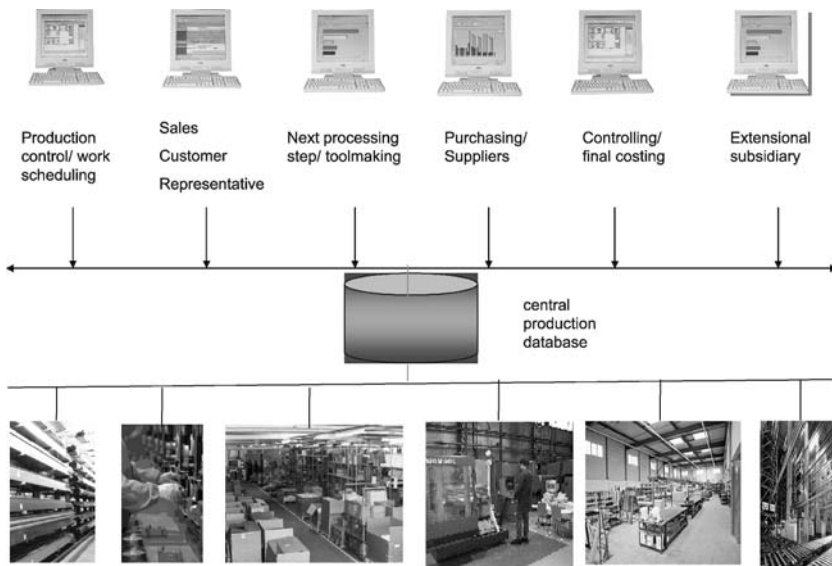 Production
control/ work
scheduling
Sales
Customer
Representative
Next processing
step/ toolmaking
Purchasing/
Suppliers
Controlling/
final costing
Extensional
subsidiary
central
production
database